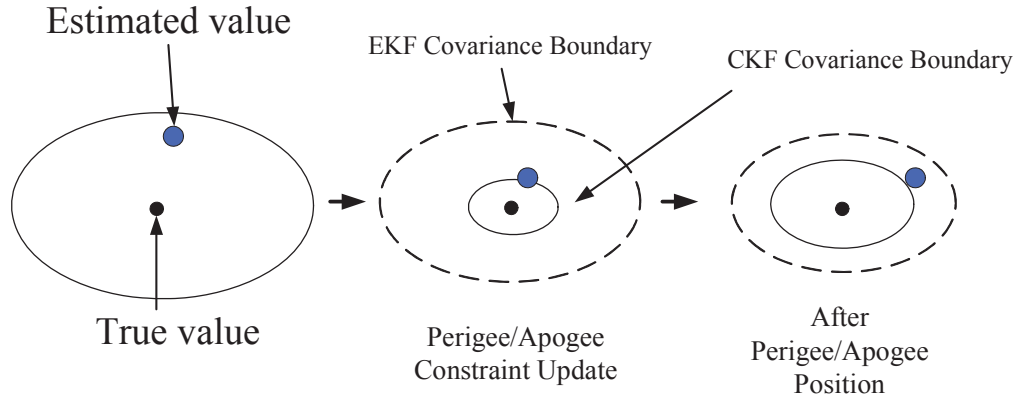 Estimated value
True value
EKF Covariance Boundary
CKF Covariance Boundary
Perigee/Apogee
Constraint Update
After
Perigee/Apogee
Position